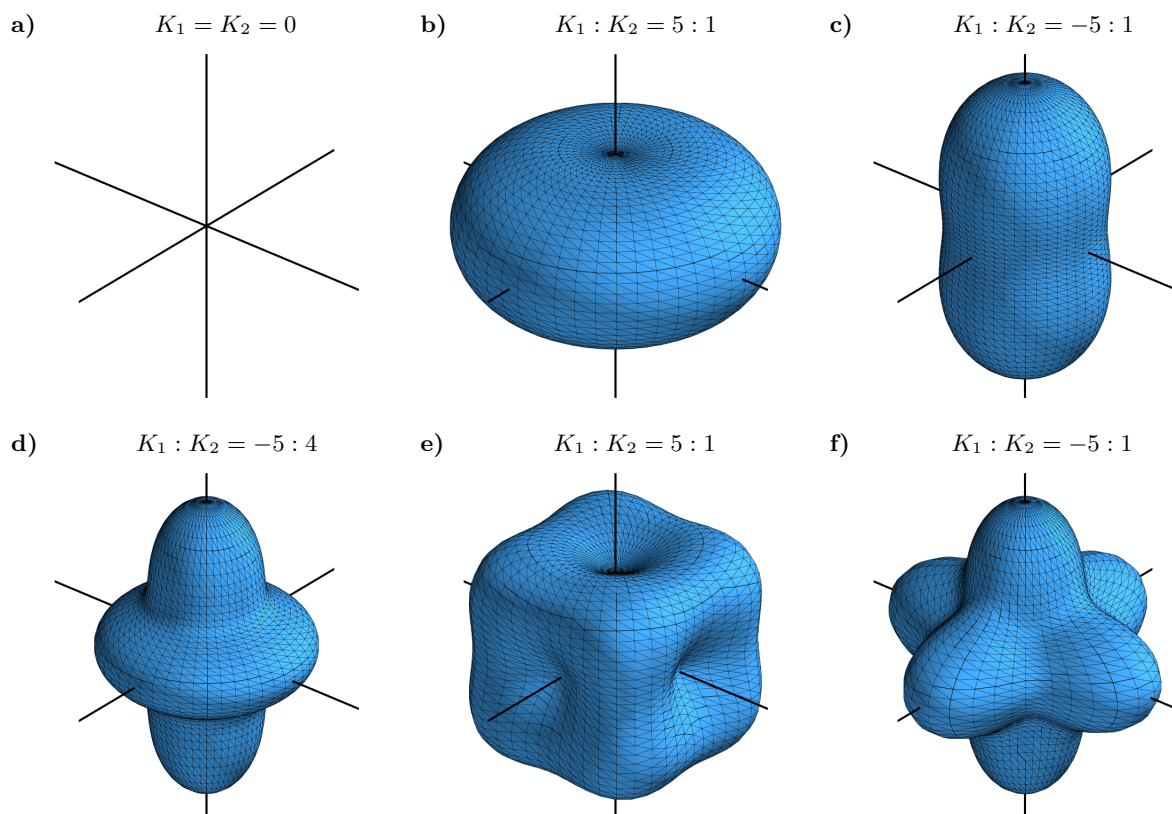 a) K₁ = K₂ = 0
b) K₁ : K₂ = 5 : 1
c) K₁ : K₂ = −5 : 1
d) K₁ : K₂ = −5 : 4
e) K₁ : K₂ = 5 : 1
f) K₁ : K₂ = −5 : 1